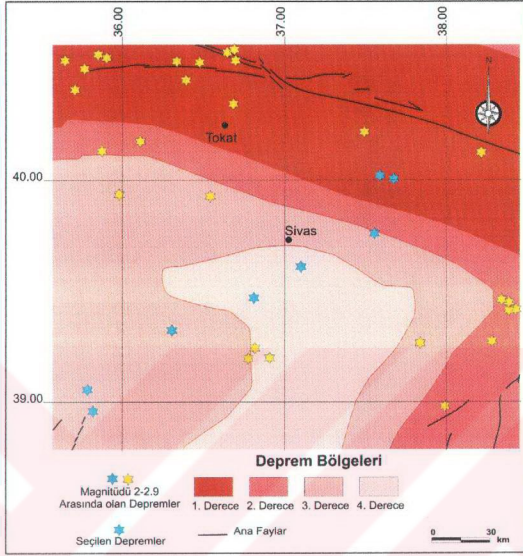 36.00
37.00
38.00
N
Tokat
40.00
Sivas
39.00
Deprem Bölgeleri
Magnitüdü 2-2.9
Arasında olan Depremler
1. Derece
2. Derece
3. Derece
4. Derece
Seçilen Depremler
Ana Faylar
0
30
km